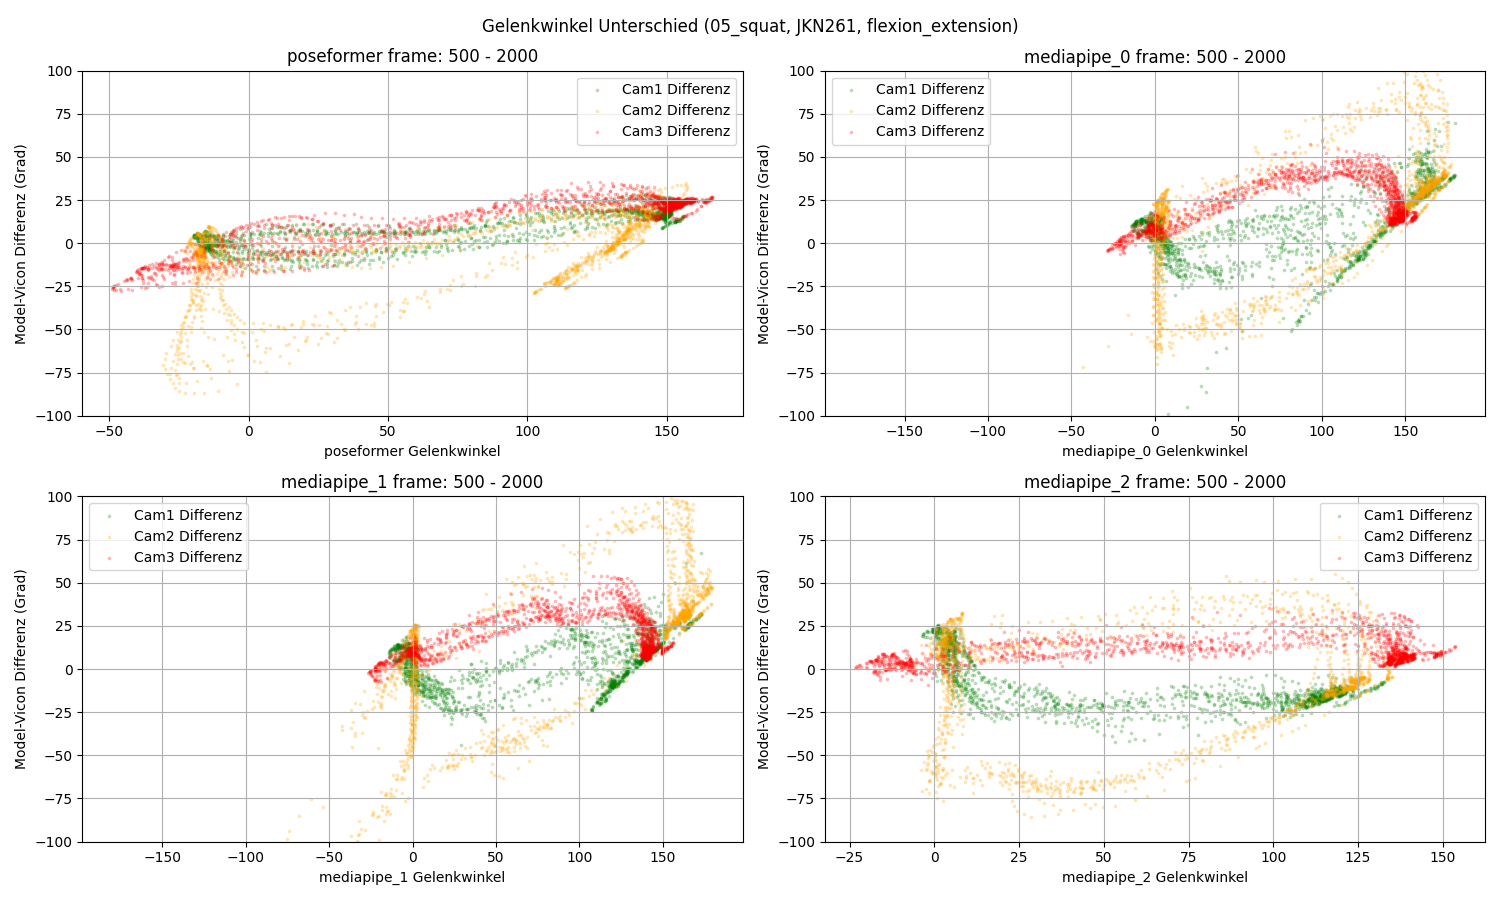 Gelenkwinkel Unterschied (05_squat, JKN261, flexion_extension)
poseformer frame: 500 - 2000
100
75
50
25
0
−25
−50
−75
−100
Model-Vicon Differenz (Grad)
Cam1 Differenz
Cam2 Differenz
Cam3 Differenz
−50 0 50 100 150
poseformer Gelenkwinkel
mediapipe_0 frame: 500 - 2000
100
75
50
25
0
−25
−50
−75
−100
Model-Vicon Differenz (Grad)
Cam1 Differenz
Cam2 Differenz
Cam3 Differenz
−150 −100 −50 0 50 100 150
mediapipe_0 Gelenkwinkel
mediapipe_1 frame: 500 - 2000
100
75
50
25
0
−25
−50
−75
−100
Model-Vicon Differenz (Grad)
Cam1 Differenz
Cam2 Differenz
Cam3 Differenz
−150 −100 −50 0 50 100 150
mediapipe_1 Gelenkwinkel
mediapipe_2 frame: 500 - 2000
100
75
50
25
0
−25
−50
−75
−100
Model-Vicon Differenz (Grad)
Cam1 Differenz
Cam2 Differenz
Cam3 Differenz
−25 0 25 50 75 100 125 150
mediapipe_2 Gelenkwinkel